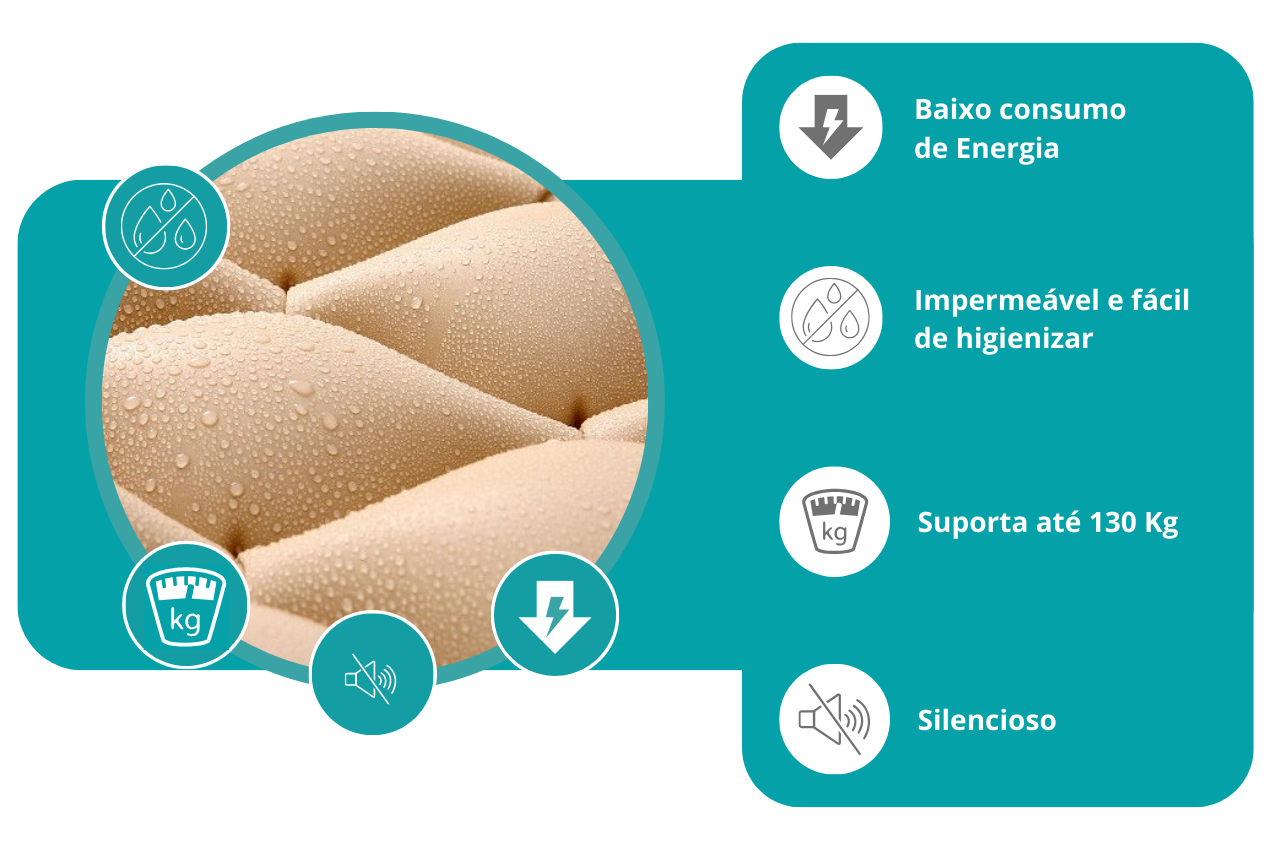 Baixo consumo
de Energia
Impermeável e fácil
de higienizar
kg
Suporta até 130 Kg
kg
Silencioso